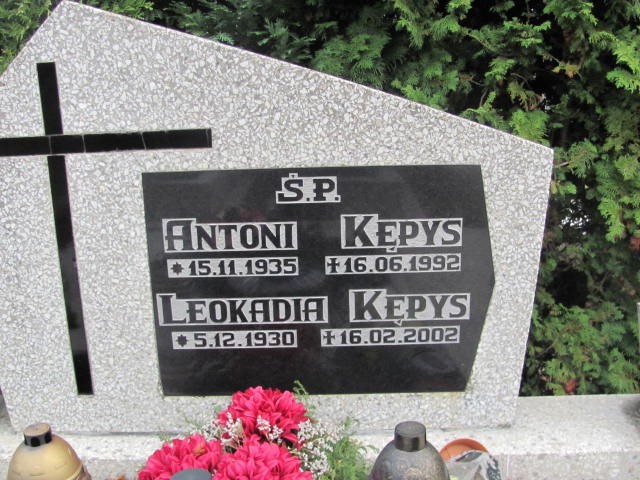 Ś.P.
ANTONI KĘPYS
*15.11.1935 ✝16.06.1992
LEOKADIA KĘPYS
*5.12.1930 ✝16.02.2002